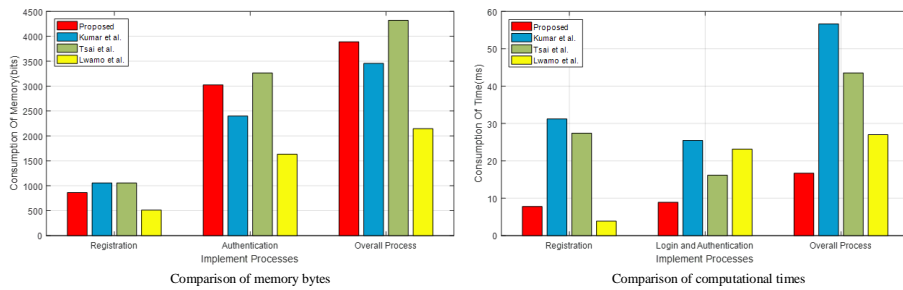 4500
4000
3500
3000
2500
2000
1500
1000
500
0
Consumption Of Memory(bits)
Proposed
Kumar et al.
Tsai et al.
Lwamo et al.
Registration
Authentication
Overall Process
Implement Processes
Comparison of memory bytes
60
50
40
30
20
10
0
Consumption Of Time(ms)
Proposed
Kumar et al.
Tsai et al.
Lwamo et al.
Registration
Login and Authentication
Overall Process
Implement Processes
Comparison of computational times